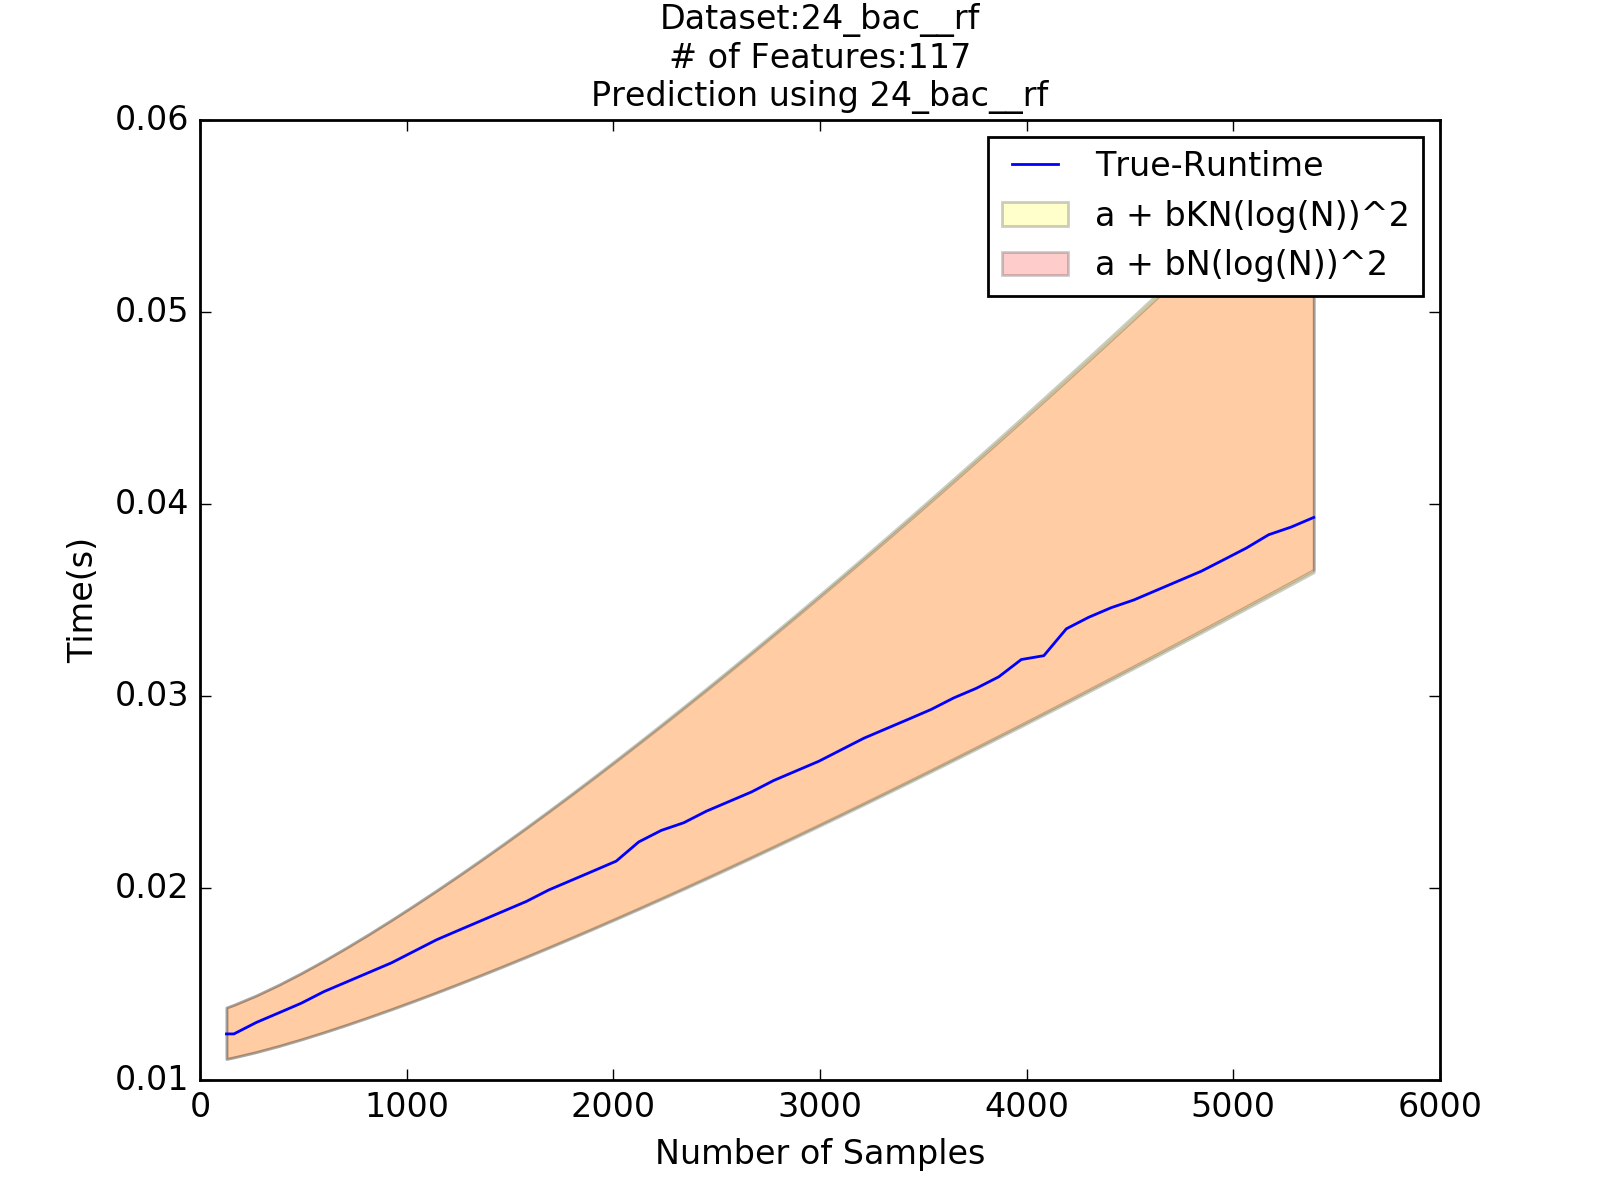 Dataset:24_bac__rf
# of Features:117
Prediction using 24_bac__rf
True-Runtime
a + bKN(log(N))^2
a + bN(log(N))^2
0.06
0.05
0.04
0.03
0.02
0.01
Time(s)
0 1000 2000 3000 4000 5000 6000
Number of Samples